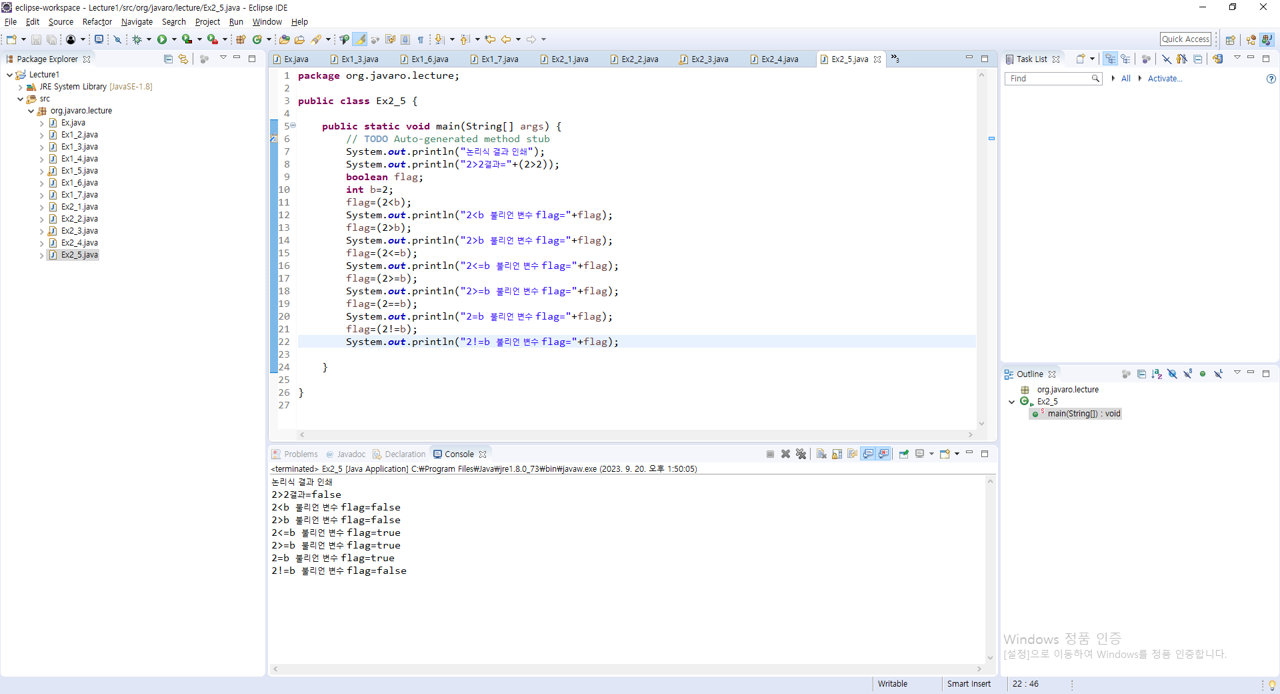 eclipse-workspace - Lecture1/src/org/javaro/lecture/Ex2_5.java - Eclipse IDE
File Edit Source Refactor Navigate Search Project Run Window Help
Quick Access
Package Explorer
Lecture1
JRE System Library [JavaSE-1.8]
src
org.javaro.lecture
Ex.java
Ex1_2.java
Ex1_3.java
Ex1_4.java
Ex1_5.java
Ex1_6.java
Ex1_7.java
Ex2_1.java
Ex2_2.java
Ex2_3.java
Ex2_4.java
Ex2_5.java
Ex.java Ex1_3.java Ex1_6.java Ex1_7.java Ex2_1.java Ex2_2.java Ex2_3.java Ex2_4.java Ex2_5.java »3
1 package org.javaro.lecture;
2
3 public class Ex2_5 {
4
5 public static void main(String[] args) {
6 // TODO Auto-generated method stub
7 System.out.println("논리식 결과 인쇄");
8 System.out.println("2>2결과="+(2>2));
9 boolean flag;
10 int b=2;
11 flag=(2<b);
12 System.out.println("2<b 불리언 변수 flag="+flag);
13 flag=(2>b);
14 System.out.println("2>b 불리언 변수 flag="+flag);
15 flag=(2<=b);
16 System.out.println("2<=b 불리언 변수 flag="+flag);
17 flag=(2>=b);
18 System.out.println("2>=b 불리언 변수 flag="+flag);
19 flag=(2==b);
20 System.out.println("2=b 불리언 변수 flag="+flag);
21 flag=(2!=b);
22 System.out.println("2!=b 불리언 변수 flag="+flag);
23
24 }
25
26 }
27
Problems Javadoc Declaration Console
<terminated> Ex2_5 [Java Application] C:₩Program Files₩Java₩jre1.8.0_73₩bin₩javaw.exe (2023. 9. 20. 오후 1:50:05)
논리식 결과 인쇄
2>2결과=false
2<b 불리언 변수 flag=false
2>b 불리언 변수 flag=false
2<=b 불리언 변수 flag=true
2>=b 불리언 변수 flag=true
2=b 불리언 변수 flag=true
2!=b 불리언 변수 flag=false
Task List
Find All Activate...
Outline
org.javaro.lecture
Ex2_5
main(String[]) : void
Windows 정품 인증
[설정]으로 이동하여 Windows를 정품 인증합니다.
Writable Smart Insert 22 : 46